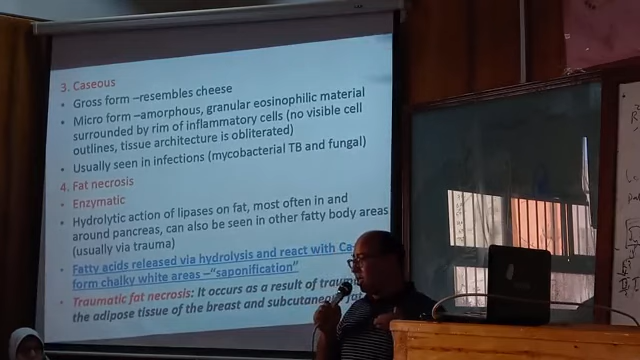 3. Caseous
• Gross form –resembles cheese
• Micro form –amorphous, granular eosinophilic material
surrounded by rim of inflammatory cells (no visible cell
outlines, tissue architecture is obliterated)
• Usually seen in infections (mycobacterial TB and fungal)
4. Fat necrosis
• Enzymatic
• Hydrolytic action of lipases on fat, most often in and
around pancreas, can also be seen in other fatty body areas
(usually via trauma)
• Fatty acids released via hydrolysis and react with
form chalky white areas –"saponification"
• Traumatic fat necrosis: It occurs as a result of
the adipose tissue of the breast and subcutaneous